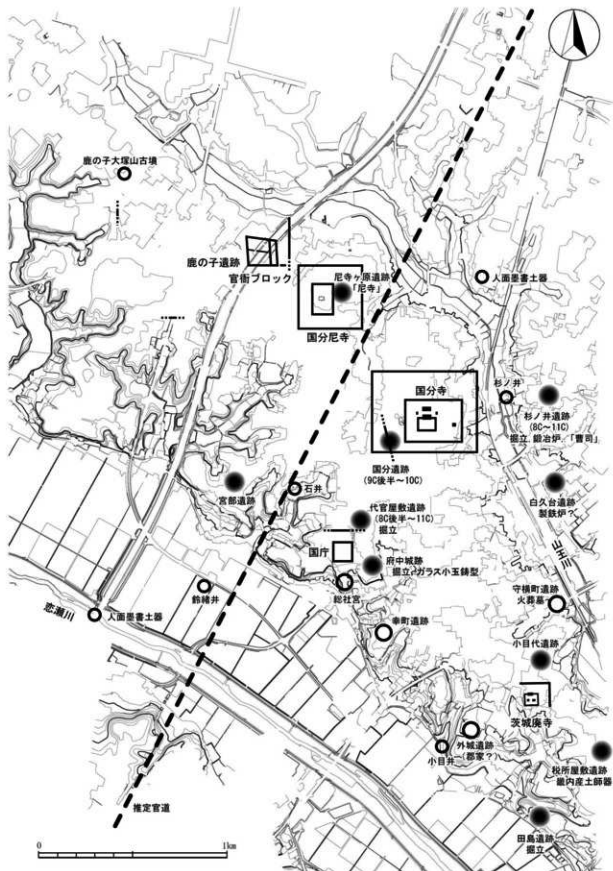 鹿の子大塚山古墳
鹿の子遺跡
官衙ブロック
尼寺ヶ原遺跡
「尼寺」
国分尼寺
人面墨書土器
国分寺
杉ノ井
杉ノ井遺跡
(8C～11C)
掘立 鍛冶炉 「曹司」
国分遺跡
(9C後半～10C)
宮部遺跡
石井
代官屋敷遺跡
(8C後半～11C)
掘立
白久台遺跡
製鉄炉？
国庁
府中城跡
掘立 ガラス小玉鋳型
山王川
鈴緒井
総社宮
守横町遺跡
火葬墓
恋瀬川
人面墨書土器
幸町遺跡
小目代遺跡
茨城廃寺
外城遺跡
(郡家？)
小目井
税所屋敷遺跡
畿内産土師器
推定官道
田島遺跡
掘立
0 1km